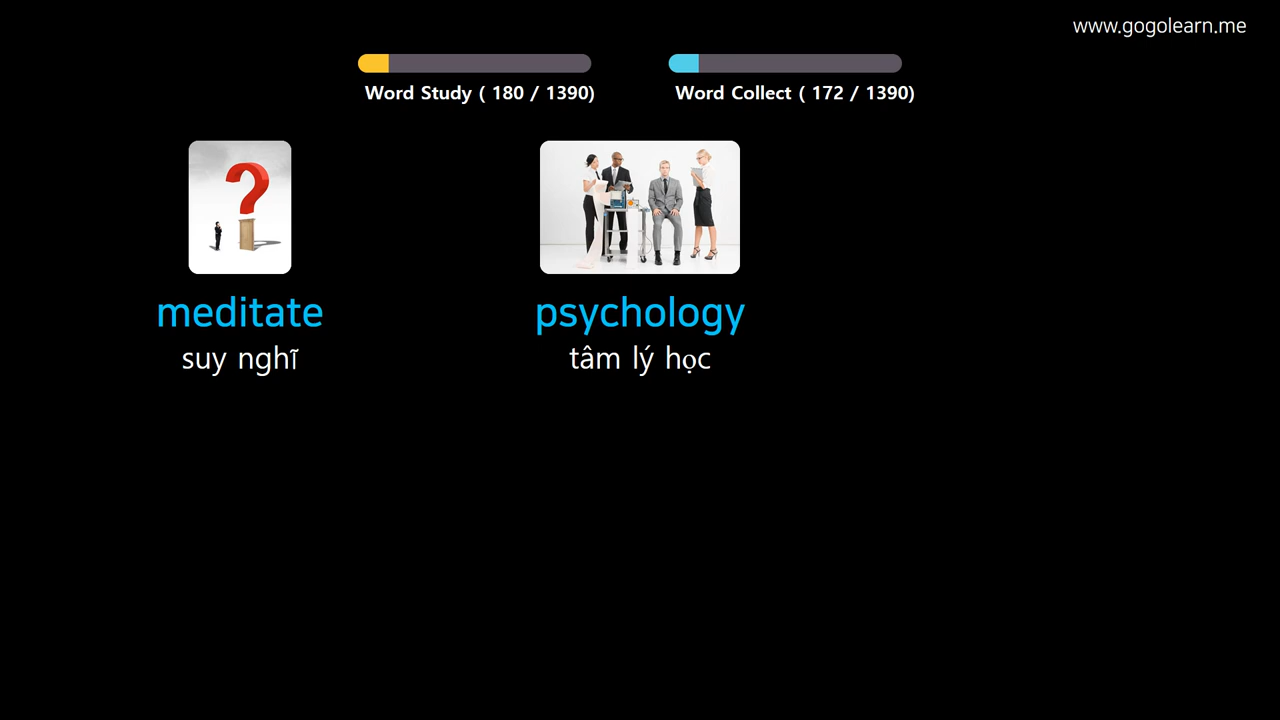 www.gogolearn.me
Word Study ( 180 / 1390)
Word Collect ( 172 / 1390)
meditate
suy nghĩ
psychology
tâm lý học